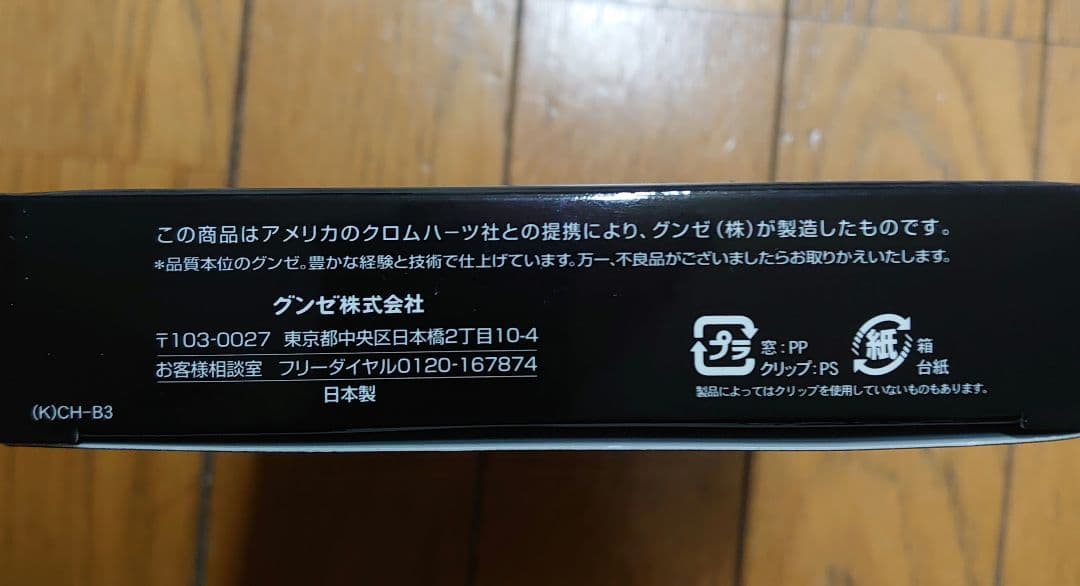 この商品はアメリカのクロムハーツ社との提携により、グンゼ(株)が製造したものです。
*品質本位のグンゼ。豊かな経験と技術で仕上げています。万一、不良品がございましたらお取りかえいたします。
グンゼ株式会社
〒103-0027 東京都中央区日本橋2丁目10-4
お客様相談室 フリーダイヤル0120-167874
日本製
(K)CH-B3
プラ
窓:PP
クリップ:PS
紙
箱
台紙
製品によってはクリップを使用していないものもあります。